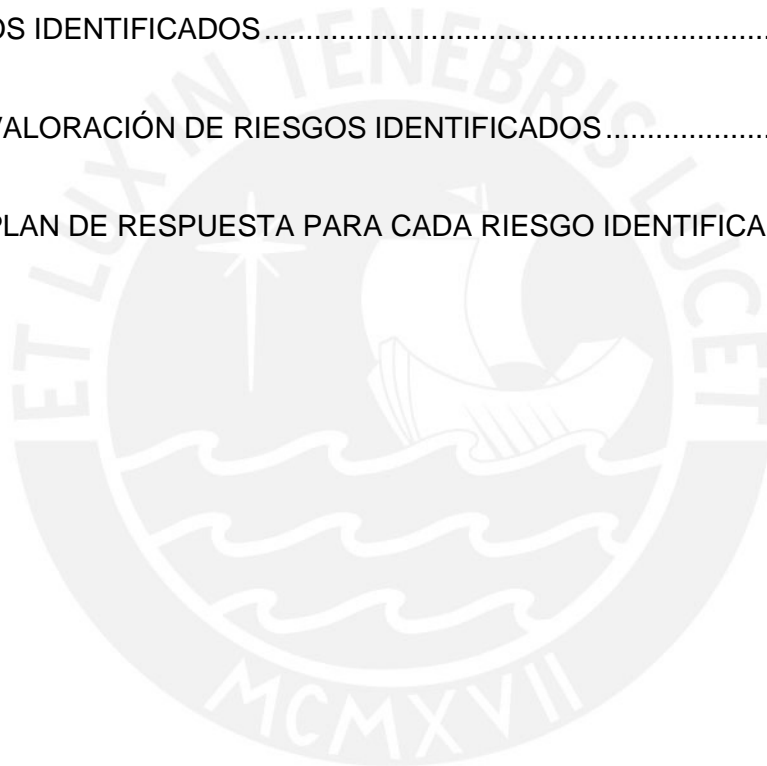 OS IDENTIFICADOS................................................................
VALORACIÓN DE RIESGOS IDENTIFICADOS.....................
PLAN DE RESPUESTA PARA CADA RIESGO IDENTIFICA
ET LUX IN TENEBRIS LUCET
MCMXVII